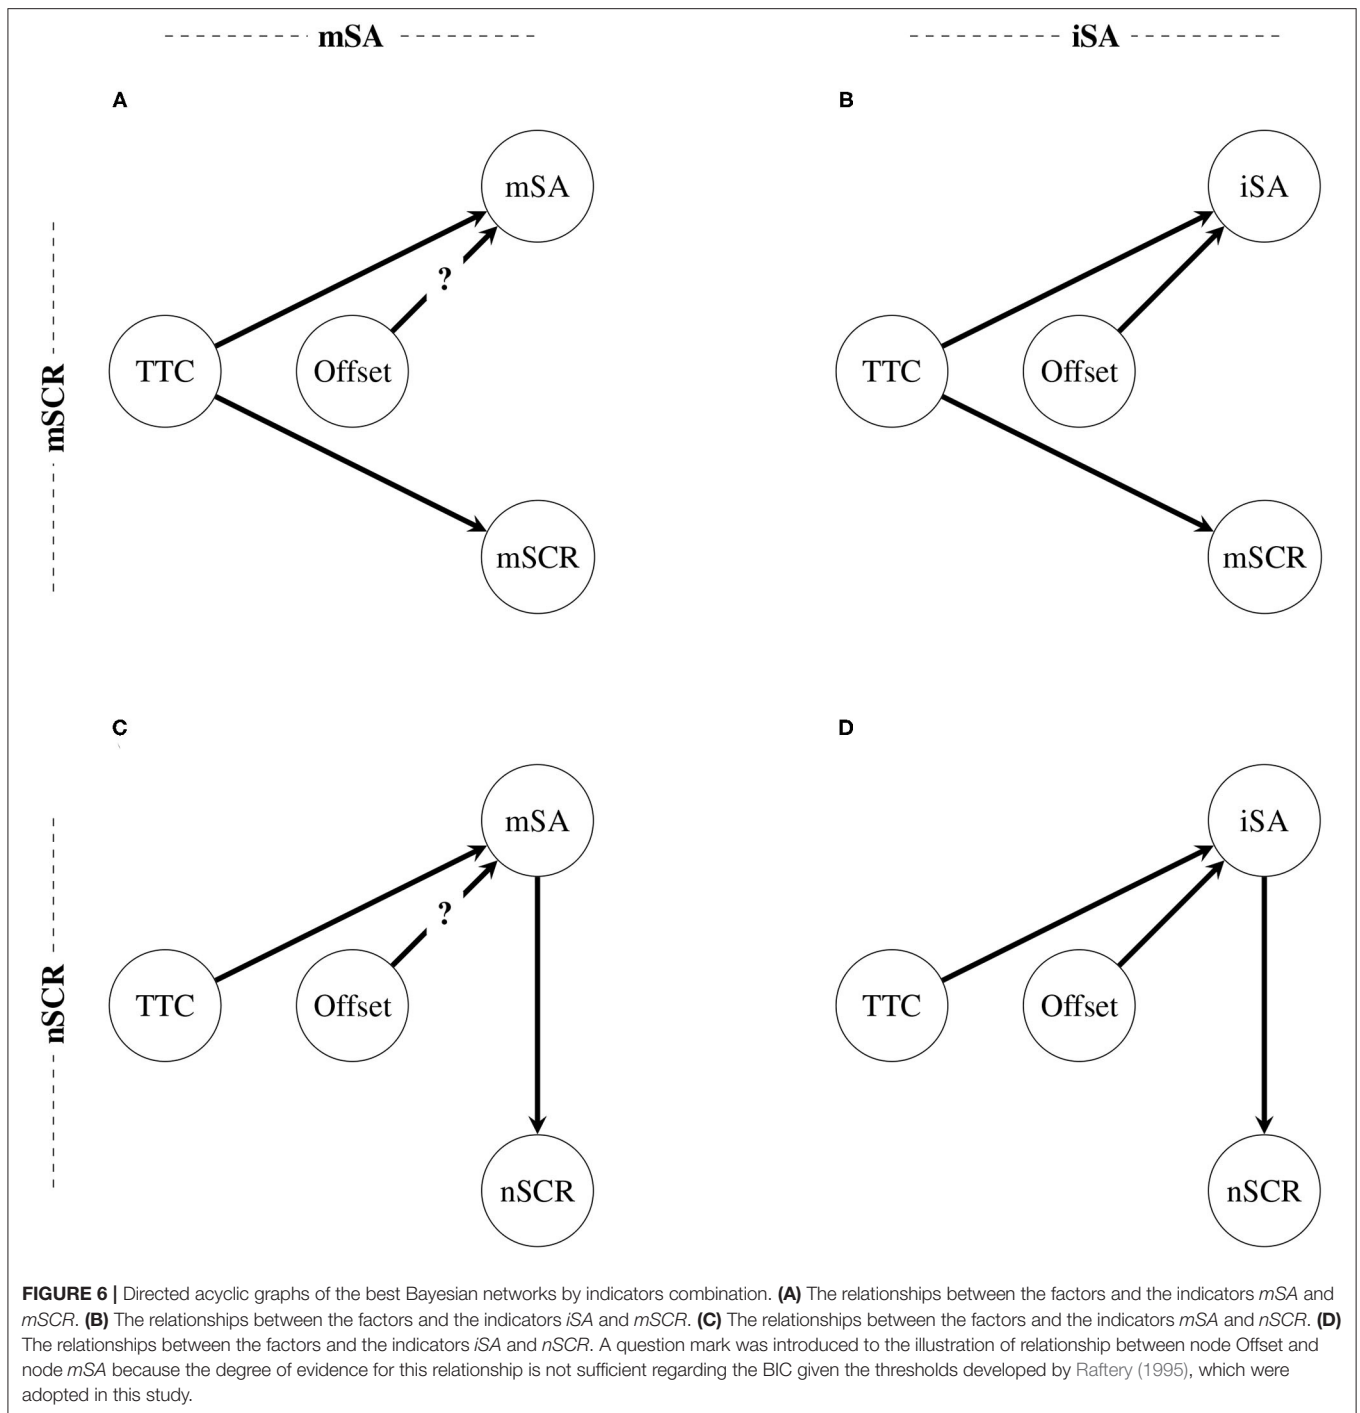 mSA
iSA
A
B
mSA
iSA
?
mSCR
TTC
Offset
TTC
Offset
mSCR
mSCR
C
D
mSA
iSA
?
nSCR
TTC
Offset
TTC
Offset
nSCR
nSCR
FIGURE 6 | Directed acyclic graphs of the best Bayesian networks by indicators combination. (A) The relationships between the factors and the indicators mSA and
mSCR. (B) The relationships between the factors and the indicators iSA and mSCR. (C) The relationships between the factors and the indicators mSA and nSCR. (D)
The relationships between the factors and the indicators iSA and nSCR. A question mark was introduced to the illustration of relationship between node Offset and
node mSA because the degree of evidence for this relationship is not sufficient regarding the BIC given the thresholds developed by Raftery (1995), which were
adopted in this study.